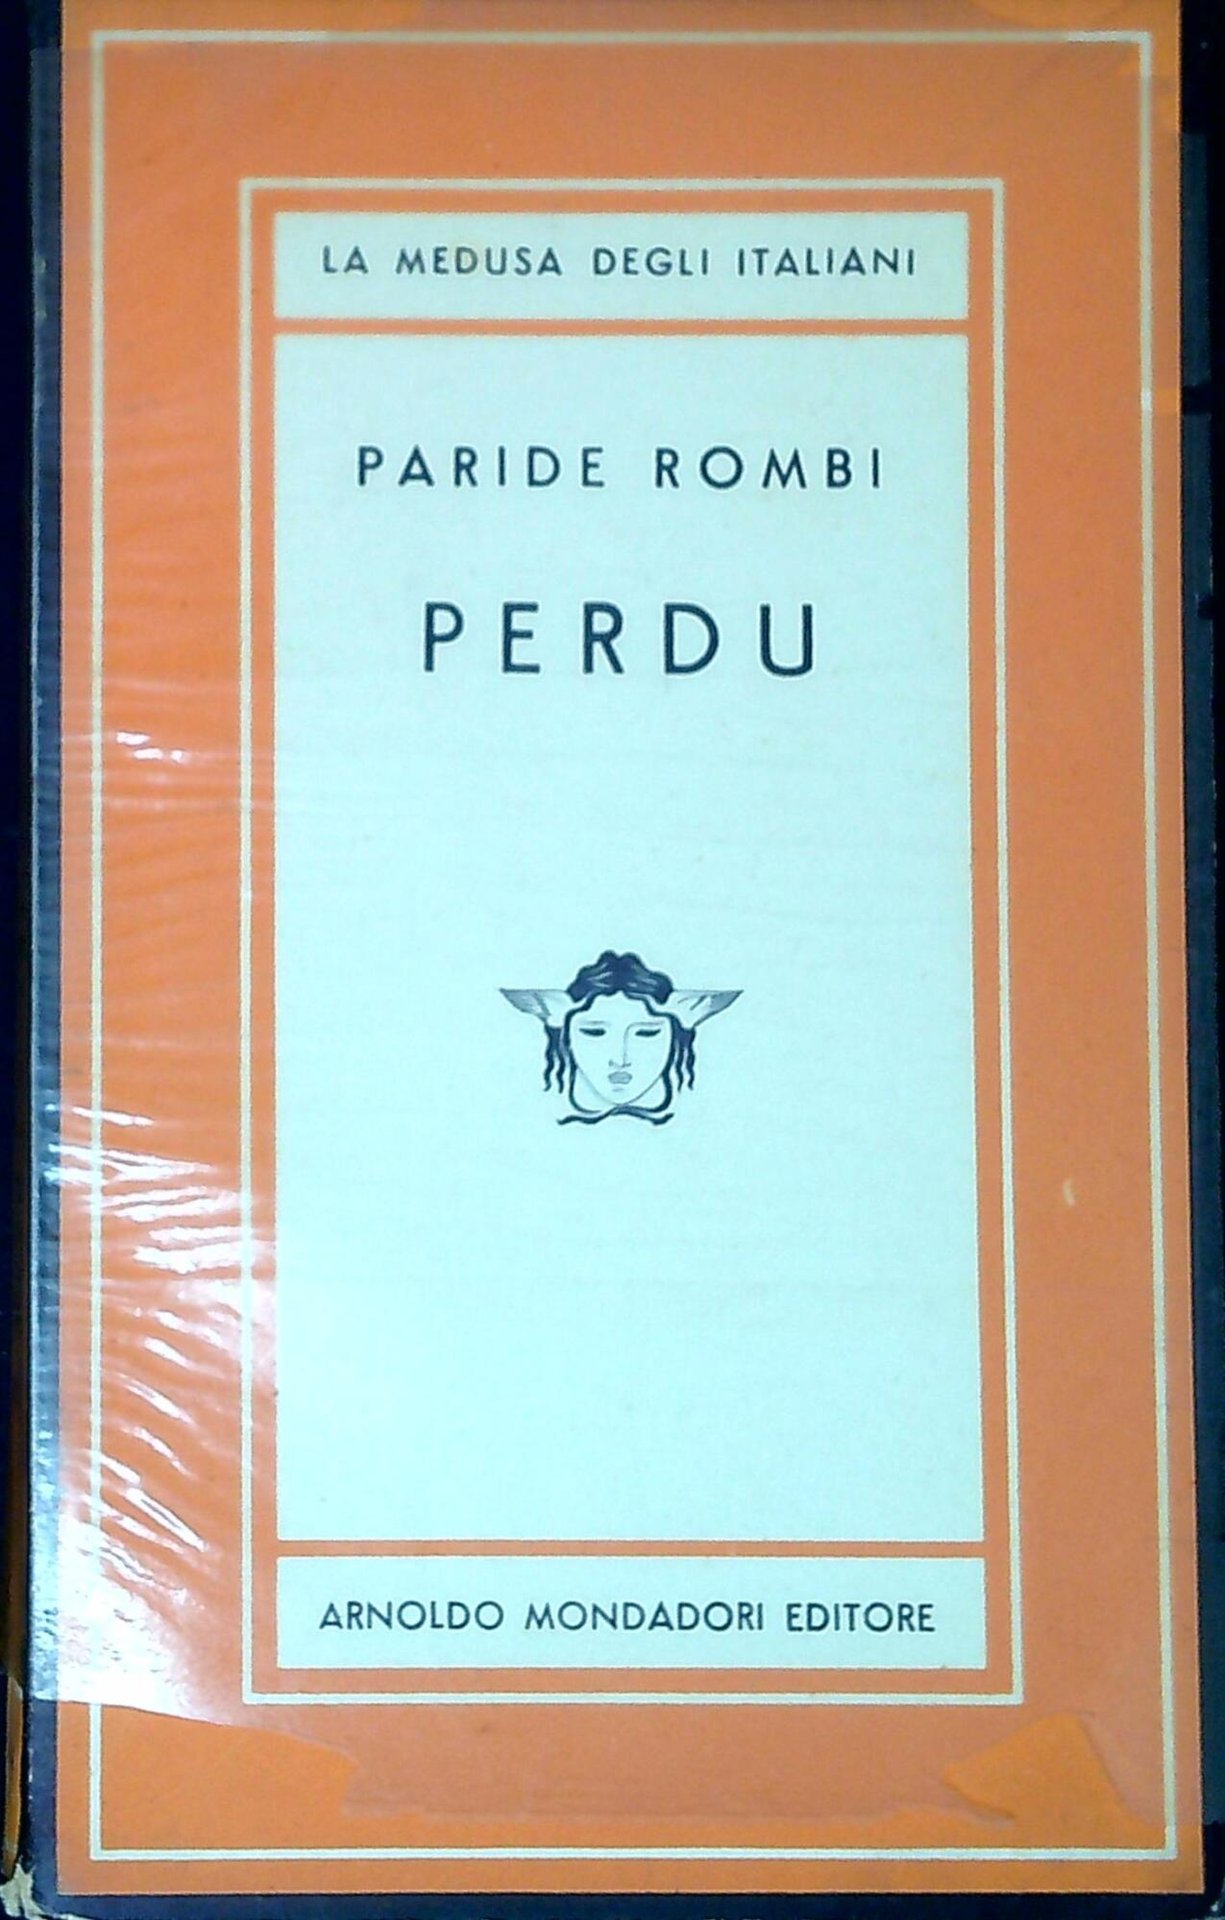 LA MEDUSA DEGLI ITALIANI
PARIDE ROMBI
PERDU
ARNOLDO MONDADORI EDITORE